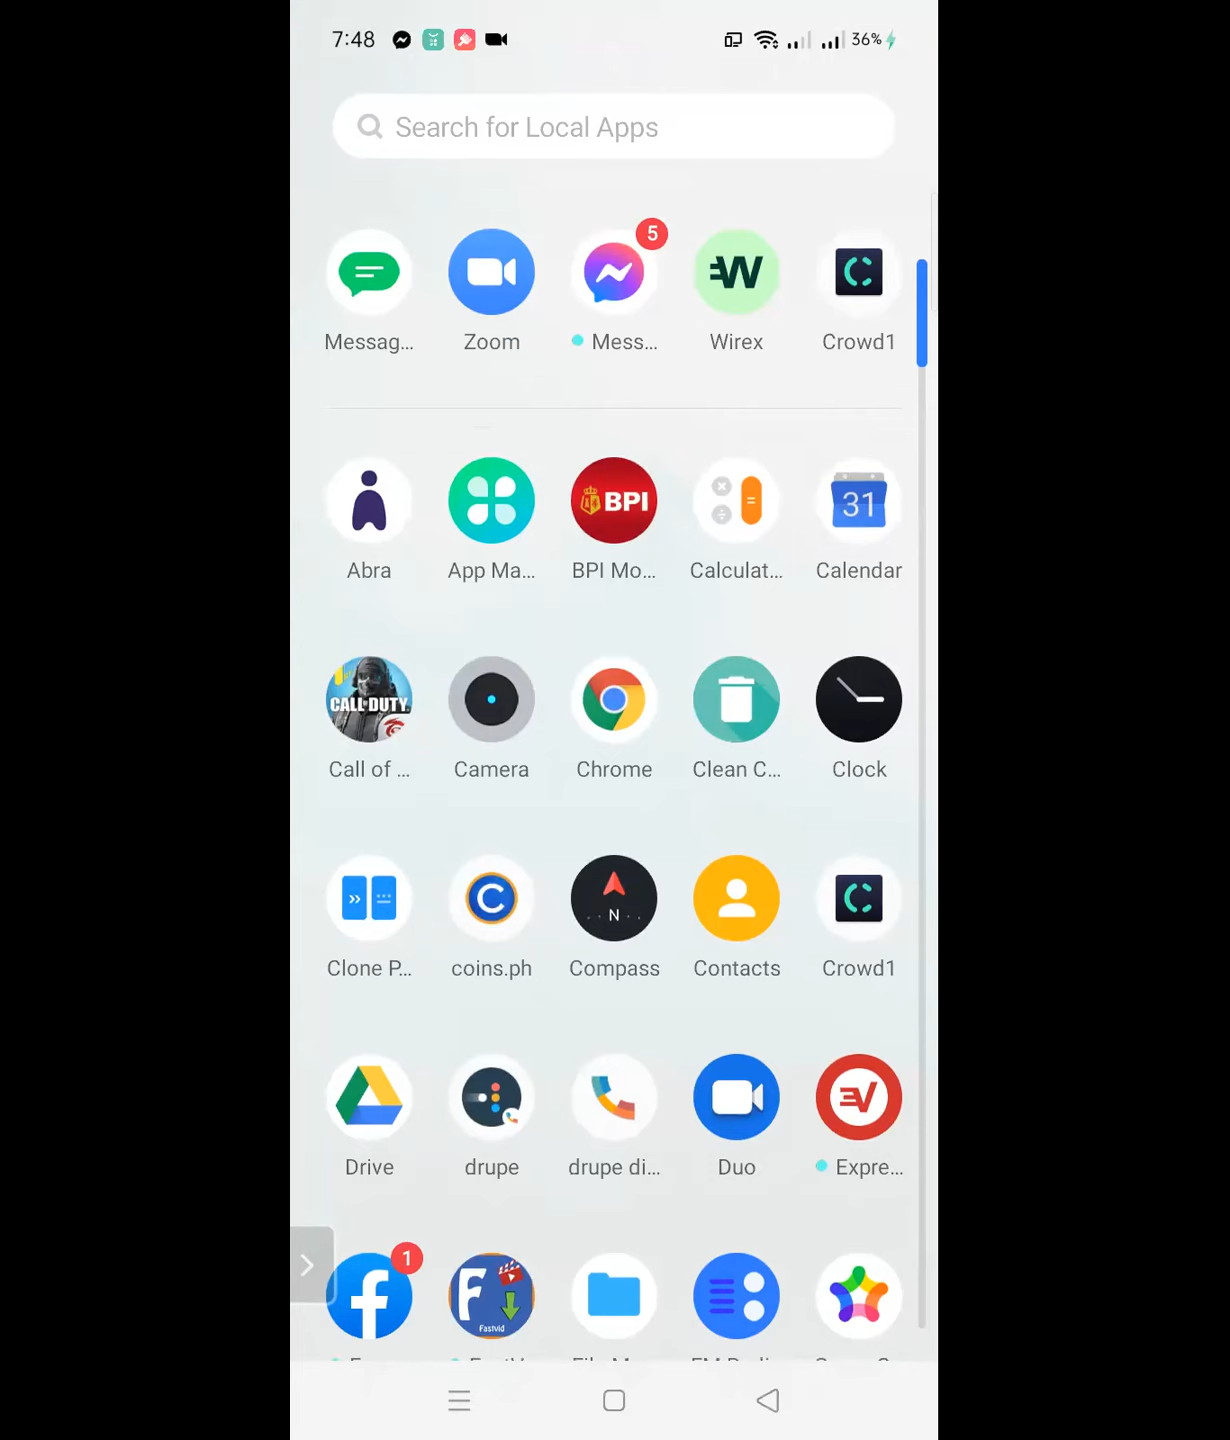 7:48
36%
Search for Local Apps
5
W
Messag...
Zoom
Mess...
Wirex
Crowd1
BPI
31
Abra
App Ma...
BPI Mo...
Calculat...
Calendar
CALL DUTY
Call of ...
Camera
Chrome
Clean C...
Clock
N
Clone P...
coins.ph
Compass
Contacts
Crowd1
Drive
drupe
drupe di...
Duo
Expre...
1
Fastvid